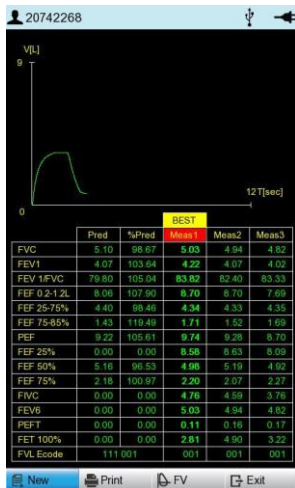 20742268
V[L]
9
12 T[sec]
0
BEST
Pred %Pred Meas1 Meas2 Meas3
FVC 5.10 98.67 5.03 4.94 4.82
FEV1 4.07 103.64 4.22 4.07 4.02
FEV 1/FVC 79.80 105.04 83.82 82.40 83.33
FEF 0.2-1.2L 8.06 107.90 8.70 8.70 7.69
FEF 25-75% 4.40 98.46 4.34 4.33 4.35
FEF 75-85% 1.43 119.49 1.71 1.52 1.69
PEF 9.22 105.61 9.74 9.28 8.70
FEF 25% 0.00 0.00 8.58 8.63 8.09
FEF 50% 5.16 96.53 4.98 5.19 4.92
FEF 75% 2.18 100.97 2.20 2.07 2.27
FIVC 0.00 0.00 4.76 4.59 3.76
FEV6 0.00 0.00 5.03 4.94 4.82
PEFT 0.00 0.00 0.11 0.16 0.17
FET 100% 0.00 0.00 2.81 4.90 3.22
FVL Ecode 111 001 001 001 001
New Print FV Exit